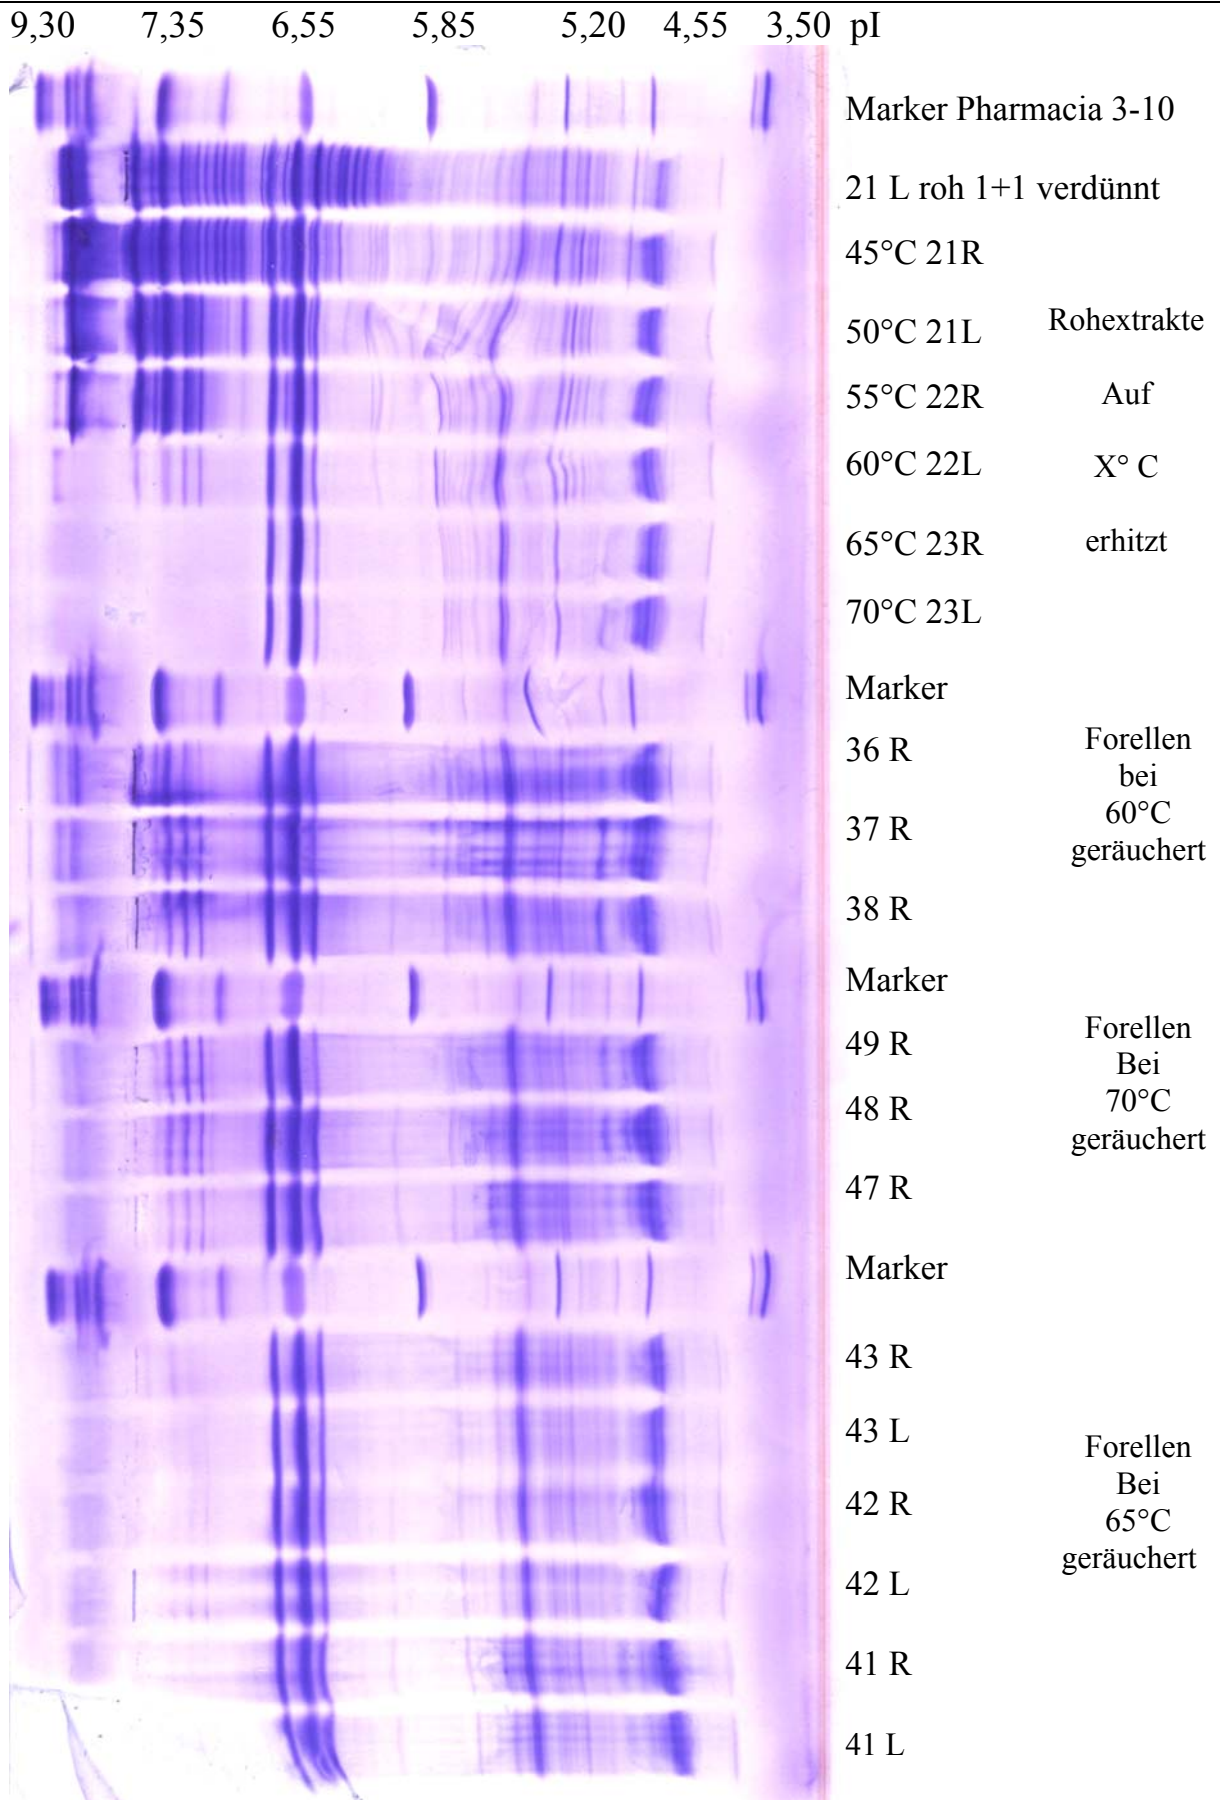 9,30 7,35 6,55 5,85 5,20 4,55 3,50 pI
Marker Pharmacia 3-10
21 L roh 1+1 verdünnt
45°C 21R
50°C 21L
Rohextrakte
55°C 22R
Auf
60°C 22L
X° C
65°C 23R
erhitzt
70°C 23L
Marker
36 R
37 R
38 R
Forellen
bei
60°C
geräuchert
Marker
49 R
48 R
47 R
Forellen
Bei
70°C
geräuchert
Marker
43 R
43 L
42 R
42 L
41 R
41 L
Forellen
Bei
65°C
geräuchert